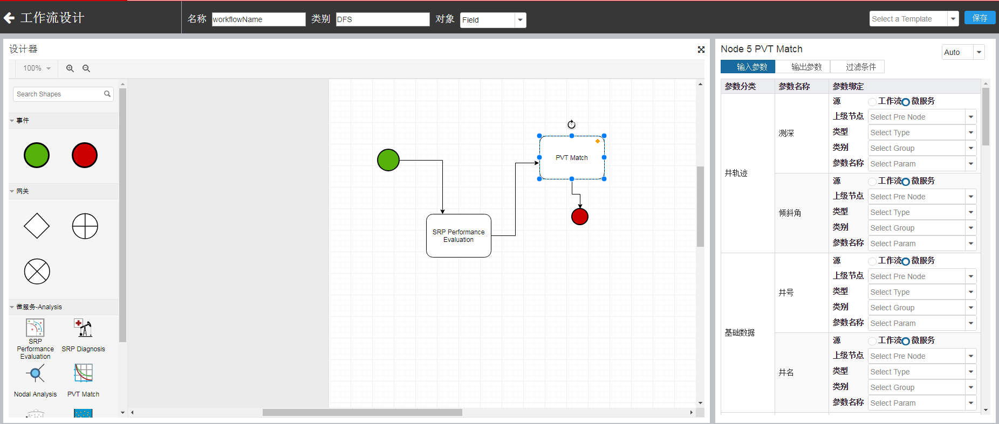 工作流设计
名称 workflowName 类别 DFS 对象 Field
Select a Template 保存
设计器
100%
Search Shapes
事件
网关
微服务-Analysis
SRP
Performance
Evaluation
SRP Diagnosis
Nodal Analysis
PVT Match
SRP Performance
Evaluation
PVT Match
Node 5 PVT Match
Auto
输入参数 输出参数 过滤条件
参数分类 参数名称 参数绑定
井轨迹
测深
源 工作流 微服务
上级节点 Select Pre Node
类型 Select Type
类别 Select Group
参数名称 Select Param
倾斜角
源 工作流 微服务
上级节点 Select Pre Node
类型 Select Type
类别 Select Group
参数名称 Select Param
基础数据
井号
源 工作流 微服务
上级节点 Select Pre Node
类型 Select Type
类别 Select Group
参数名称 Select Param
井名
源 工作流 微服务
上级节点 Select Pre Node
类型 Select Type
类别 Select Group
参数名称 Select Param